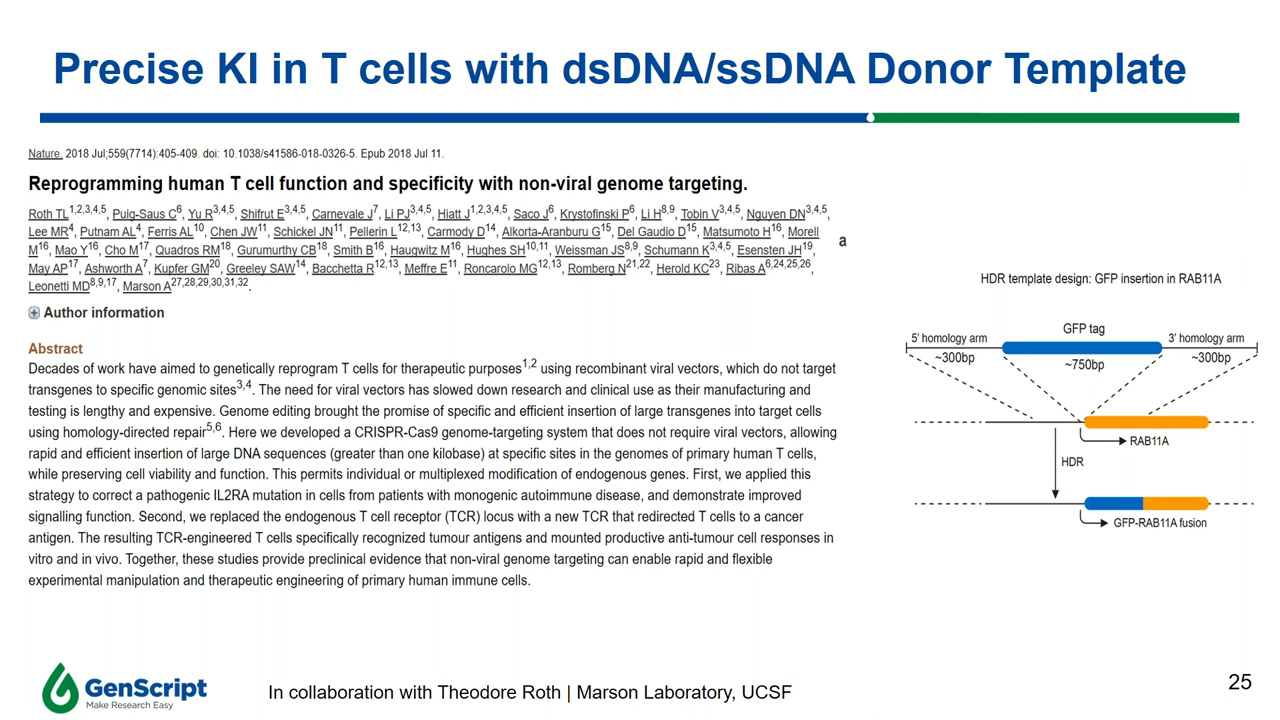 Precise KI in T cells with dsDNA/ssDNA Donor Template
Nature. 2018 Jul;559(7714):405-409. doi: 10.1038/s41586-018-0326-5. Epub 2018 Jul 11.
Reprogramming human T cell function and specificity with non-viral genome targeting.
Roth TL1,2,3,4,5, Puig-Saus C6, Yu R3,4,5, Shifrut E3,4,5, Carnevale J7, Li PJ3,4,5, Hiatt J1,2,3,4,5, Saco J6, Krystofinski P6, Li H8,9, Tobin V3,4,5, Nguyen DN3,4,5,
Lee MR4, Putnam AL4, Ferris AL10, Chen JW11, Schickel JN11, Pellerin L12,13, Carmody D14, Alkorta-Aranburu G15, Del Gaudio D15, Matsumoto H16, Morell
M16, Mao Y16, Cho M17, Quadros RM18, Gurumurthy CB18, Smith B16, Haugwitz M16, Hughes SH10,11, Weissman JS8,9, Schumann K3,4,5, Esensten JH19,
May AP17, Ashworth A7, Kupfer GM20, Greeley SAW14, Bacchetta R12,13, Meffre E11, Roncarolo MG12,13, Romberg N21,22, Herold KC23, Ribas A6,24,25,26,
Leonetti MD8,9,17, Marson A27,28,29,30,31,32.
Author information
Abstract
Decades of work have aimed to genetically reprogram T cells for therapeutic purposes1,2 using recombinant viral vectors, which do not target
transgenes to specific genomic sites3,4. The need for viral vectors has slowed down research and clinical use as their manufacturing and
testing is lengthy and expensive. Genome editing brought the promise of specific and efficient insertion of large transgenes into target cells
using homology-directed repair5,6. Here we developed a CRISPR-Cas9 genome-targeting system that does not require viral vectors, allowing
rapid and efficient insertion of large DNA sequences (greater than one kilobase) at specific sites in the genomes of primary human T cells,
while preserving cell viability and function. This permits individual or multiplexed modification of endogenous genes. First, we applied this
strategy to correct a pathogenic IL2RA mutation in cells from patients with monogenic autoimmune disease, and demonstrate improved
signalling function. Second, we replaced the endogenous T cell receptor (TCR) locus with a new TCR that redirected T cells to a cancer
antigen. The resulting TCR-engineered T cells specifically recognized tumour antigens and mounted productive anti-tumour cell responses in
vitro and in vivo. Together, these studies provide preclinical evidence that non-viral genome targeting can enable rapid and flexible
experimental manipulation and therapeutic engineering of primary human immune cells.
a
HDR template design: GFP insertion in RAB11A
GFP tag
5' homology arm
3' homology arm
~300bp
~750bp
~300bp
RAB11A
HDR
GFP-RAB11A fusion
GenScript
Make Research Easy
In collaboration with Theodore Roth | Marson Laboratory, UCSF
25